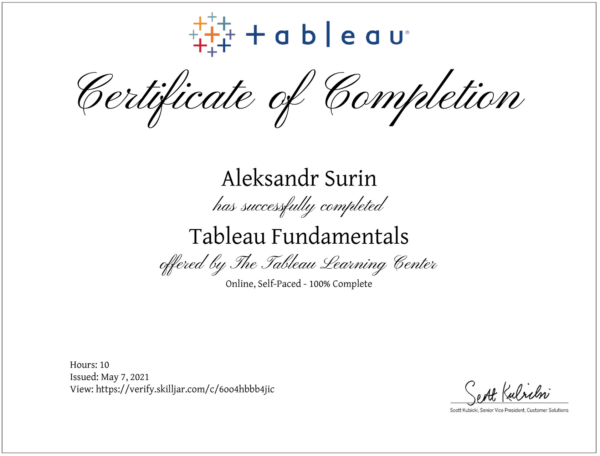 +ableau®
Certificate of Completion
Aleksandr Surin
has successfully completed
Tableau Fundamentals
offered by The Tableau Learning Center
Online, Self-Paced - 100% Complete
Hours: 10
Issued: May 7, 2021
View: https://verify.skilljar.com/c/6oo4hbbb4jic
Scott Kubicki
Scott Kubicki, Senior Vice President, Customer Solutions